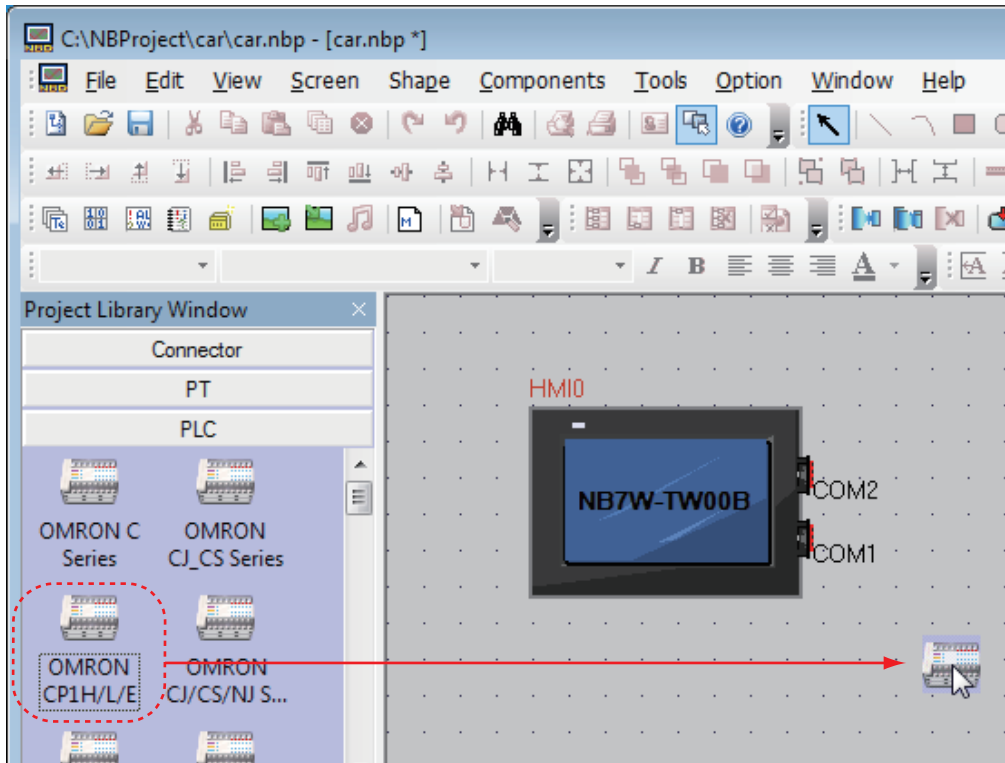 C:\NBProject\car\car.nbp - [car.nbp *]
File Edit View Screen Shape Components Tools Option Window Help
Project Library Window
Connector
PT
PLC
OMRON C
Series
OMRON
CJ_CS Series
OMRON
CP1H/L/E
OMRON
CJ/CS/NJ S...
HMI0
NB7W-TW00B
COM2
COM1